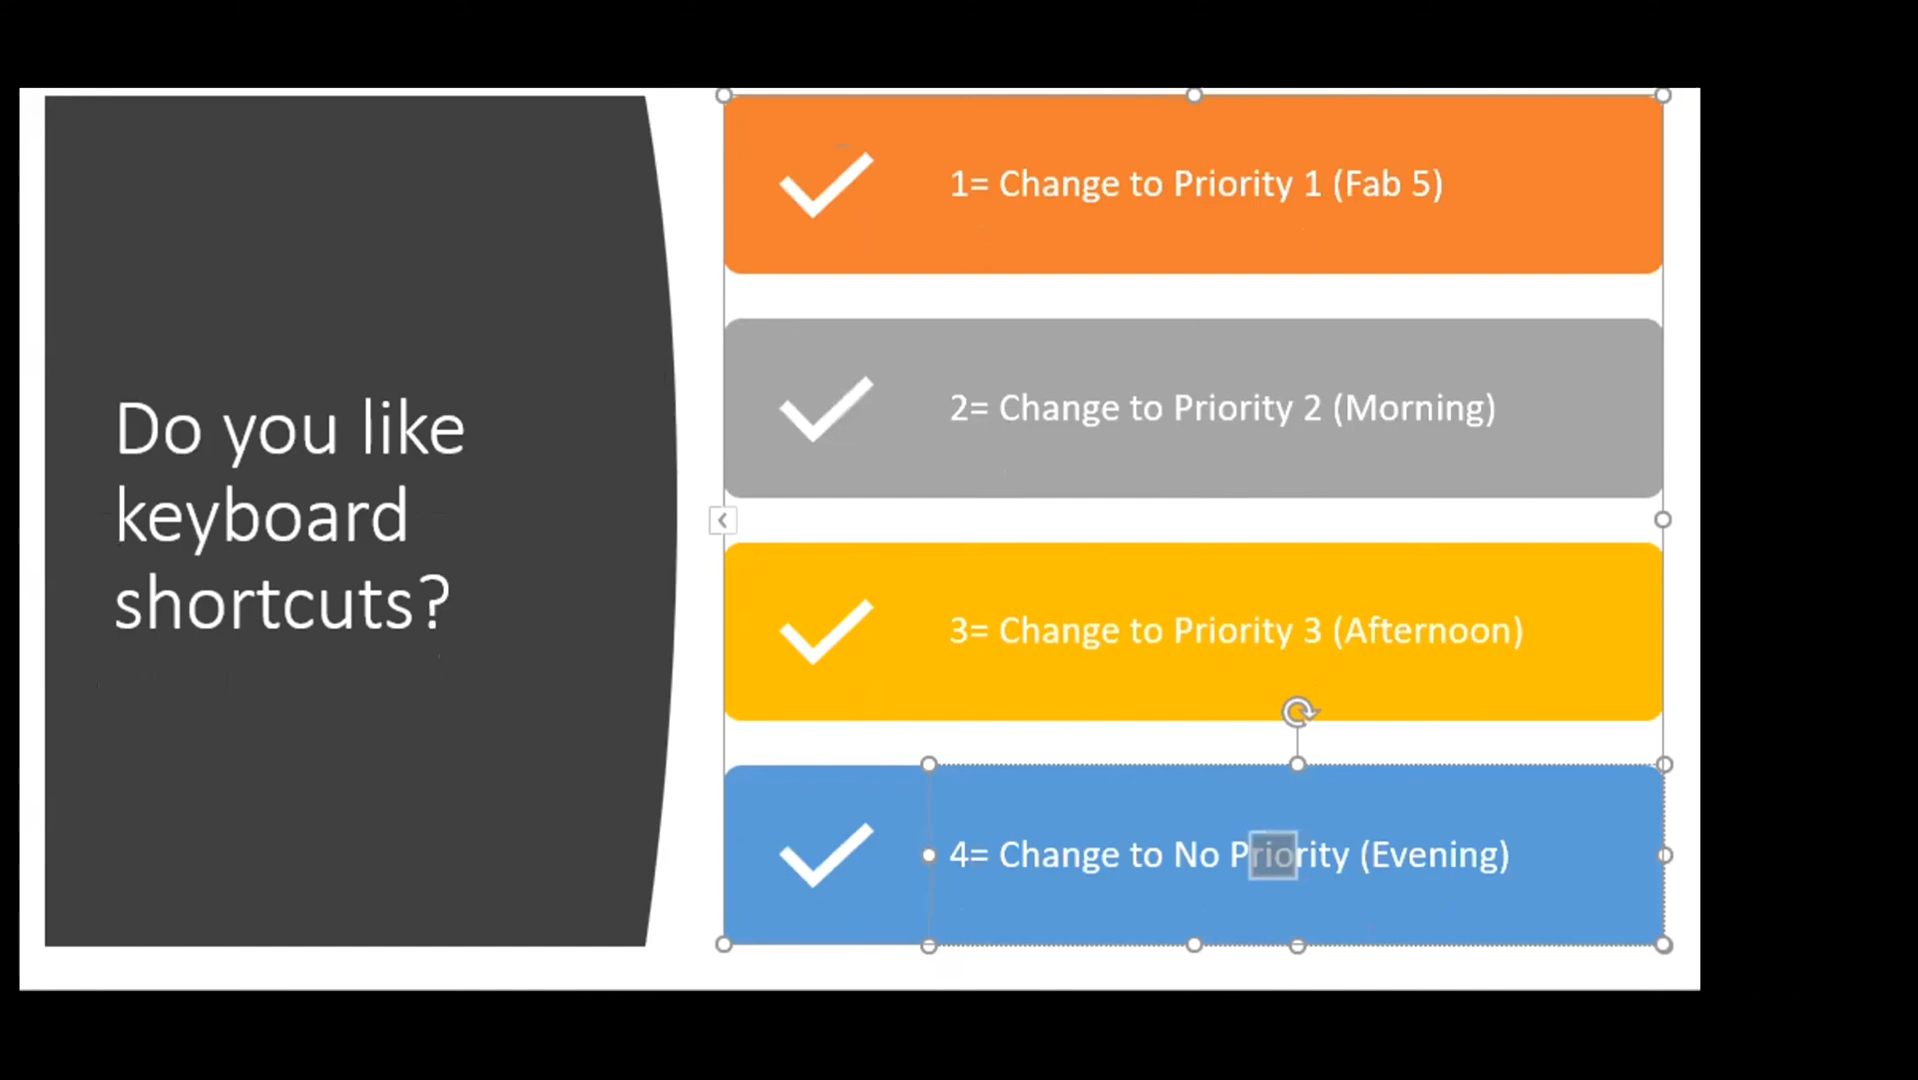 Do you like
keyboard
shortcuts?
1= Change to Priority 1 (Fab 5)
2= Change to Priority 2 (Morning)
3= Change to Priority 3 (Afternoon)
4= Change to No Priority (Evening)